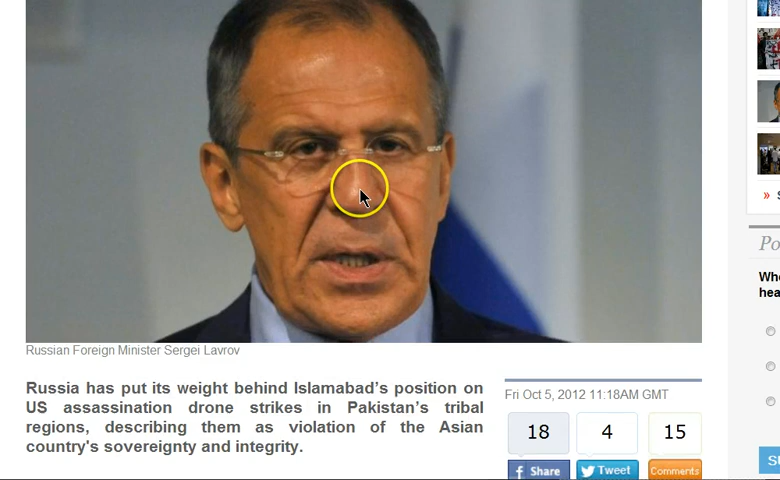 Russian Foreign Minister Sergei Lavrov
Russia has put its weight behind Islamabad's position on
US assassination drone strikes in Pakistan's tribal
regions, describing them as violation of the Asian
country's sovereignty and integrity.
Fri Oct 5, 2012 11:18AM GMT
18 4 15
f Share Tweet Comments
»
Po
hea